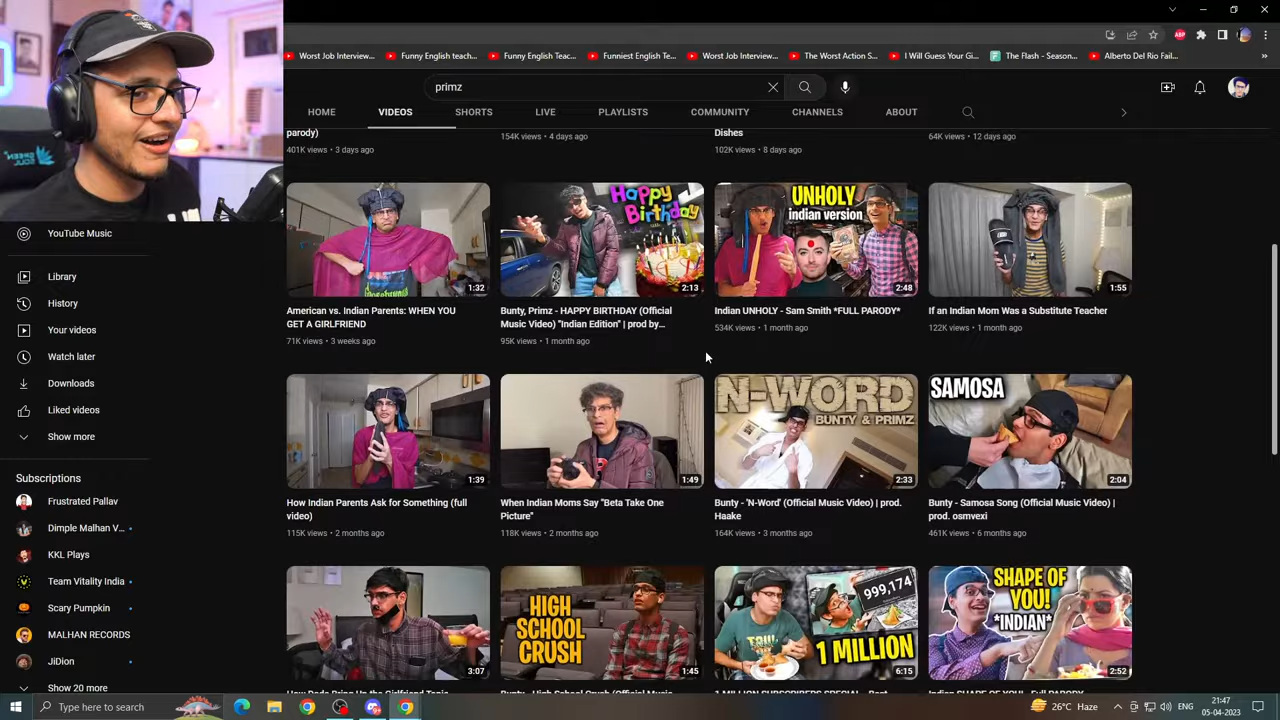 Worst Job Interview...
Funny English teac...
Funny English Teac...
Funniest English Te...
Worst Job Interview...
The Worst Action S...
I Will Guess Your Gi...
The Flash - Season...
Alberto Del Rio Fai...
ABP
primz
HOME
VIDEOS
SHORTS
LIVE
PLAYLISTS
COMMUNITY
CHANNELS
ABOUT
parody)
401K views • 3 days ago
154K views • 4 days ago
Dishes
102K views • 8 days ago
64K views • 12 days ago
1:32
Happy
Birthday
2:13
UNHOLY
indian version
2:48
1:55
American vs. Indian Parents: WHEN YOU
GET A GIRLFRIEND
71K views • 3 weeks ago
Bunty, Primz - HAPPY BIRTHDAY (Official
Music Video) "Indian Edition" | prod by...
95K views • 1 month ago
Indian UNHOLY - Sam Smith *FULL PARODY*
534K views • 1 month ago
If an Indian Mom Was a Substitute Teacher
122K views • 1 month ago
1:39
1:49
N-WORD
BUNTY & PRIMZ
2:33
SAMOSA
2:04
How Indian Parents Ask for Something (full
video)
115K views • 2 months ago
When Indian Moms Say "Beta Take One
Picture"
118K views • 2 months ago
Bunty - 'N-Word' (Official Music Video) | prod.
Haake
164K views • 3 months ago
Bunty - Samosa Song (Official Music Video) |
prod. osmvexi
461K views • 6 months ago
3:07
HIGH
SCHOOL
CRUSH
1:45
999,174
1 MILLION
6:15
SHAPE OF
YOU!
*INDIAN*
2:52
YouTube Music
Library
History
Your videos
Watch later
Downloads
Liked videos
Show more
Subscriptions
Frustrated Pallav
Dimple Malhan V...
KKL Plays
Team Vitality India
Scary Pumpkin
MALHAN RECORDS
JiDion
Show 20 more
Type here to search
26°C Haze
ENG
21:47
05-04-2023